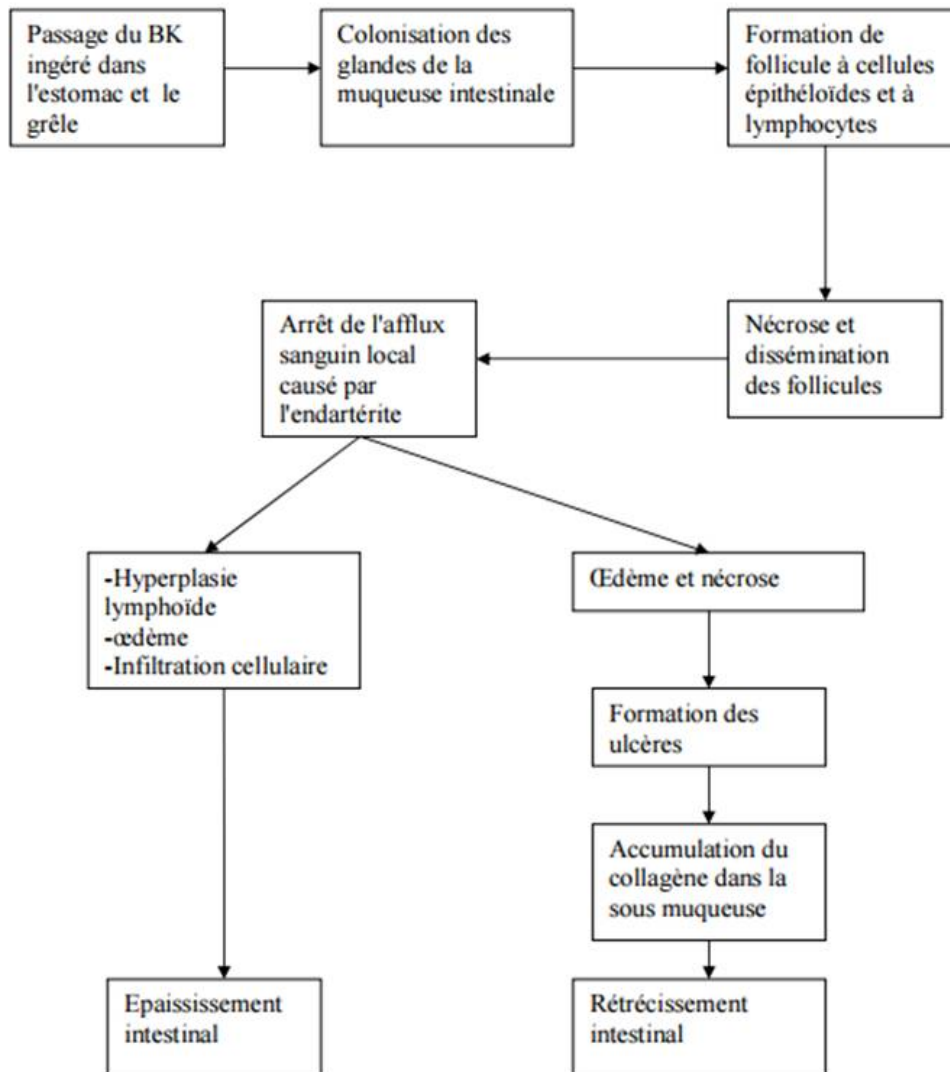 Passage du BK
ingéré dans
l'estomac et le
grêle
Colonisation des
glandes de la
muqueuse intestinale
Formation de
follicule à cellules
épithéloïdes et à
lymphocytes
Nécrose et
dissémination
des follicules
Arrêt de l'afflux
sanguin local
causé par
l'endartérite
-Hyperplasie
lymphoïde
-œdème
-Infiltration cellulaire
Œdème et nécrose
Formation des
ulcères
Accumulation du
collagène dans la
sous muqueuse
Epaississement
intestinal
Rétrécissement
intestinal